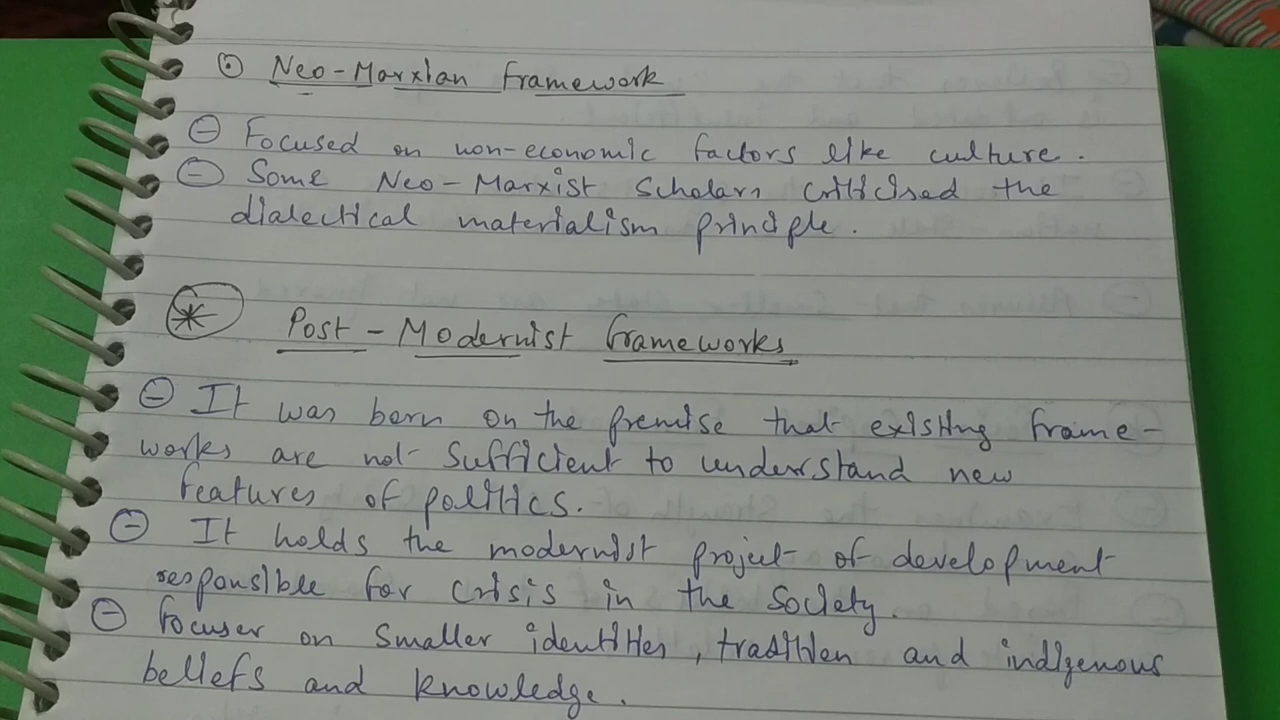 Neo-Marxian Framework
Focused on non-economic factors like culture.
Some Neo-Marxist Scholars criticised the
dialectical materialism principle.
Post-Modernist Frameworks
It was born on the premise that existing frame-
works are not sufficient to understand new
features of politics.
It holds the modernist project of development
responsible for crisis in the society.
Focuses on smaller identities, tradition and indigenous
beliefs and knowledge.